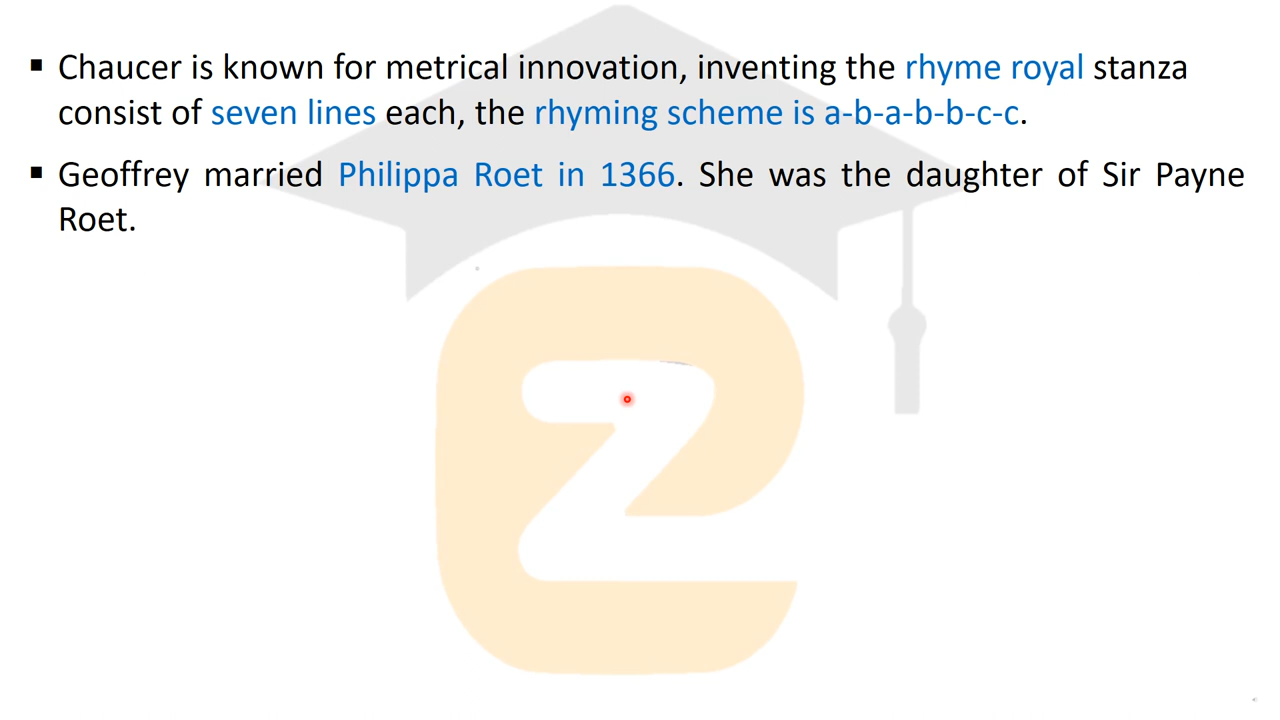 ▪ Chaucer is known for metrical innovation, inventing the rhyme royal stanza
consist of seven lines each, the rhyming scheme is a-b-a-b-b-c-c.
▪ Geoffrey married Philippa Roet in 1366. She was the daughter of Sir Payne
Roet.